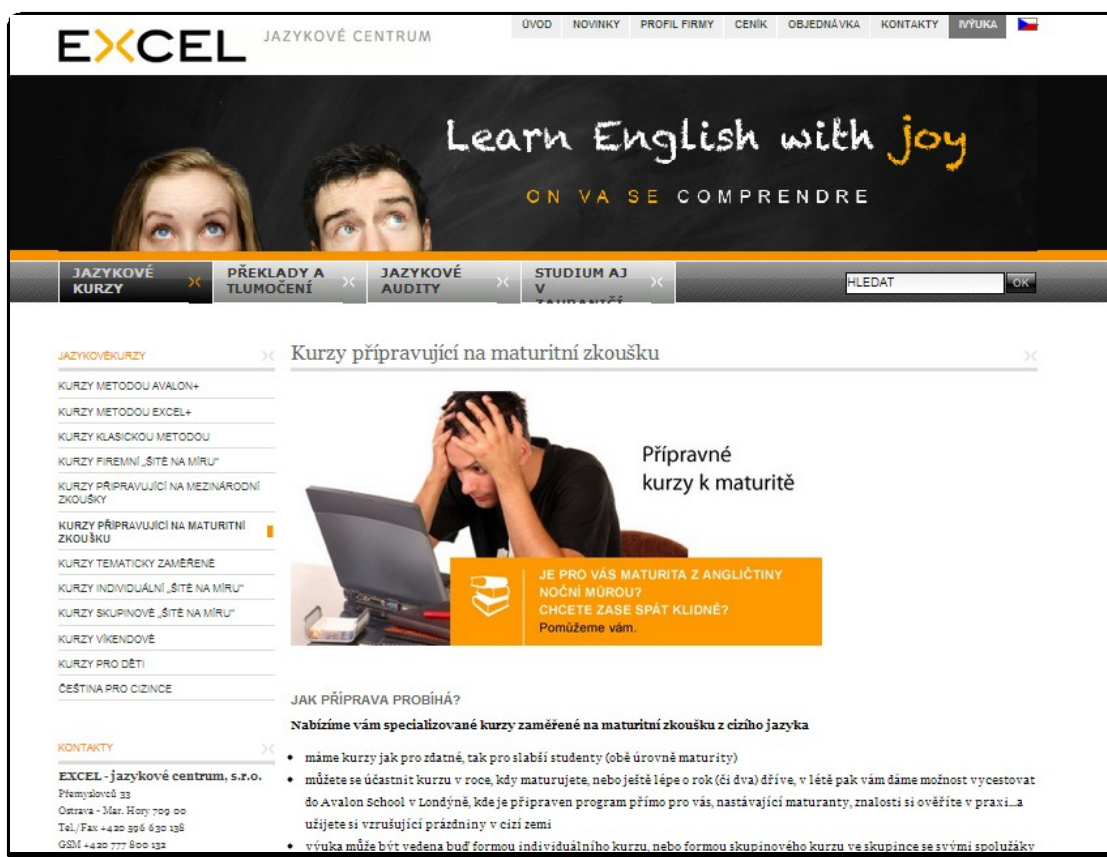 EXCEL JAZYKOVÉ CENTRUM
ÚVOD NOVINKY PROFIL FIRMY CENÍK OBJEDNÁVKA KONTAKTY IVÝUKA
Learn English with joy
ON VA SE COMPRENDRE
JAZYKOVÉ KURZY
PŘEKLADY A TLUMOČENÍ
JAZYKOVÉ AUDITY
STUDIUM AJ V ZAHRANIČÍ
HLEDAT OK
JAZYKOVÉKURZY
KURZY METODOU AVALON+
KURZY METODOU EXCEL+
KURZY KLASICKOU METODOU
KURZY FIREMNÍ „ŠITÉ NA MÍRU"
KURZY PŘIPRAVUJÍCÍ NA MEZINÁRODNÍ
ZKOUŠKY
KURZY PŘÍPRAVUJÍCÍ NA MATURITNÍ
ZKOUŠKU
KURZY TEMATICKY ZAMĚŘENÉ
KURZY INDIVIDUÁLNÍ „ŠITÉ NA MÍRU"
KURZY SKUPINOVÉ „ŠITÉ NA MÍRU"
KURZY VÍKENDOVÉ
KURZY PRO DĚTI
ČEŠTINA PRO CIZINCE
KONTAKTY
EXCEL - jazykové centrum, s.r.o.
Přemyslovců 33
Ostrava - Mar. Hory 709 00
Tel./Fax +420 596 630 138
GSM +420 777 800 132
Kurzy přípravující na maturitní zkoušku
Přípravné
kurzy k maturitě
JE PRO VÁS MATURITA Z ANGLIČTINY
NOČNÍ MŮROU?
CHCETE ZASE SPÁT KLIDNĚ?
Pomůžeme vám.
JAK PŘÍPRAVA PROBÍHÁ?
Nabízíme vám specializované kurzy zaměřené na maturitní zkoušku z cizího jazyka
máme kurzy jak pro zdatné, tak pro slabší studenty (obě úrovně maturity)
můžete se účastnit kurzu v roce, kdy maturujete, nebo ještě lépe o rok (či dva) dříve, v létě pak vám dáme možnost vycestovat
do Avalon School v Londýně, kde je připraven program přímo pro vás, nastávající maturanty, znalosti si ověříte v praxi...a
užijete si vzrušující prázdniny v cizí zemi
výuka může být vedena buď formou individuálního kurzu, nebo formou skupinového kurzu ve skupince se svými spolužáky